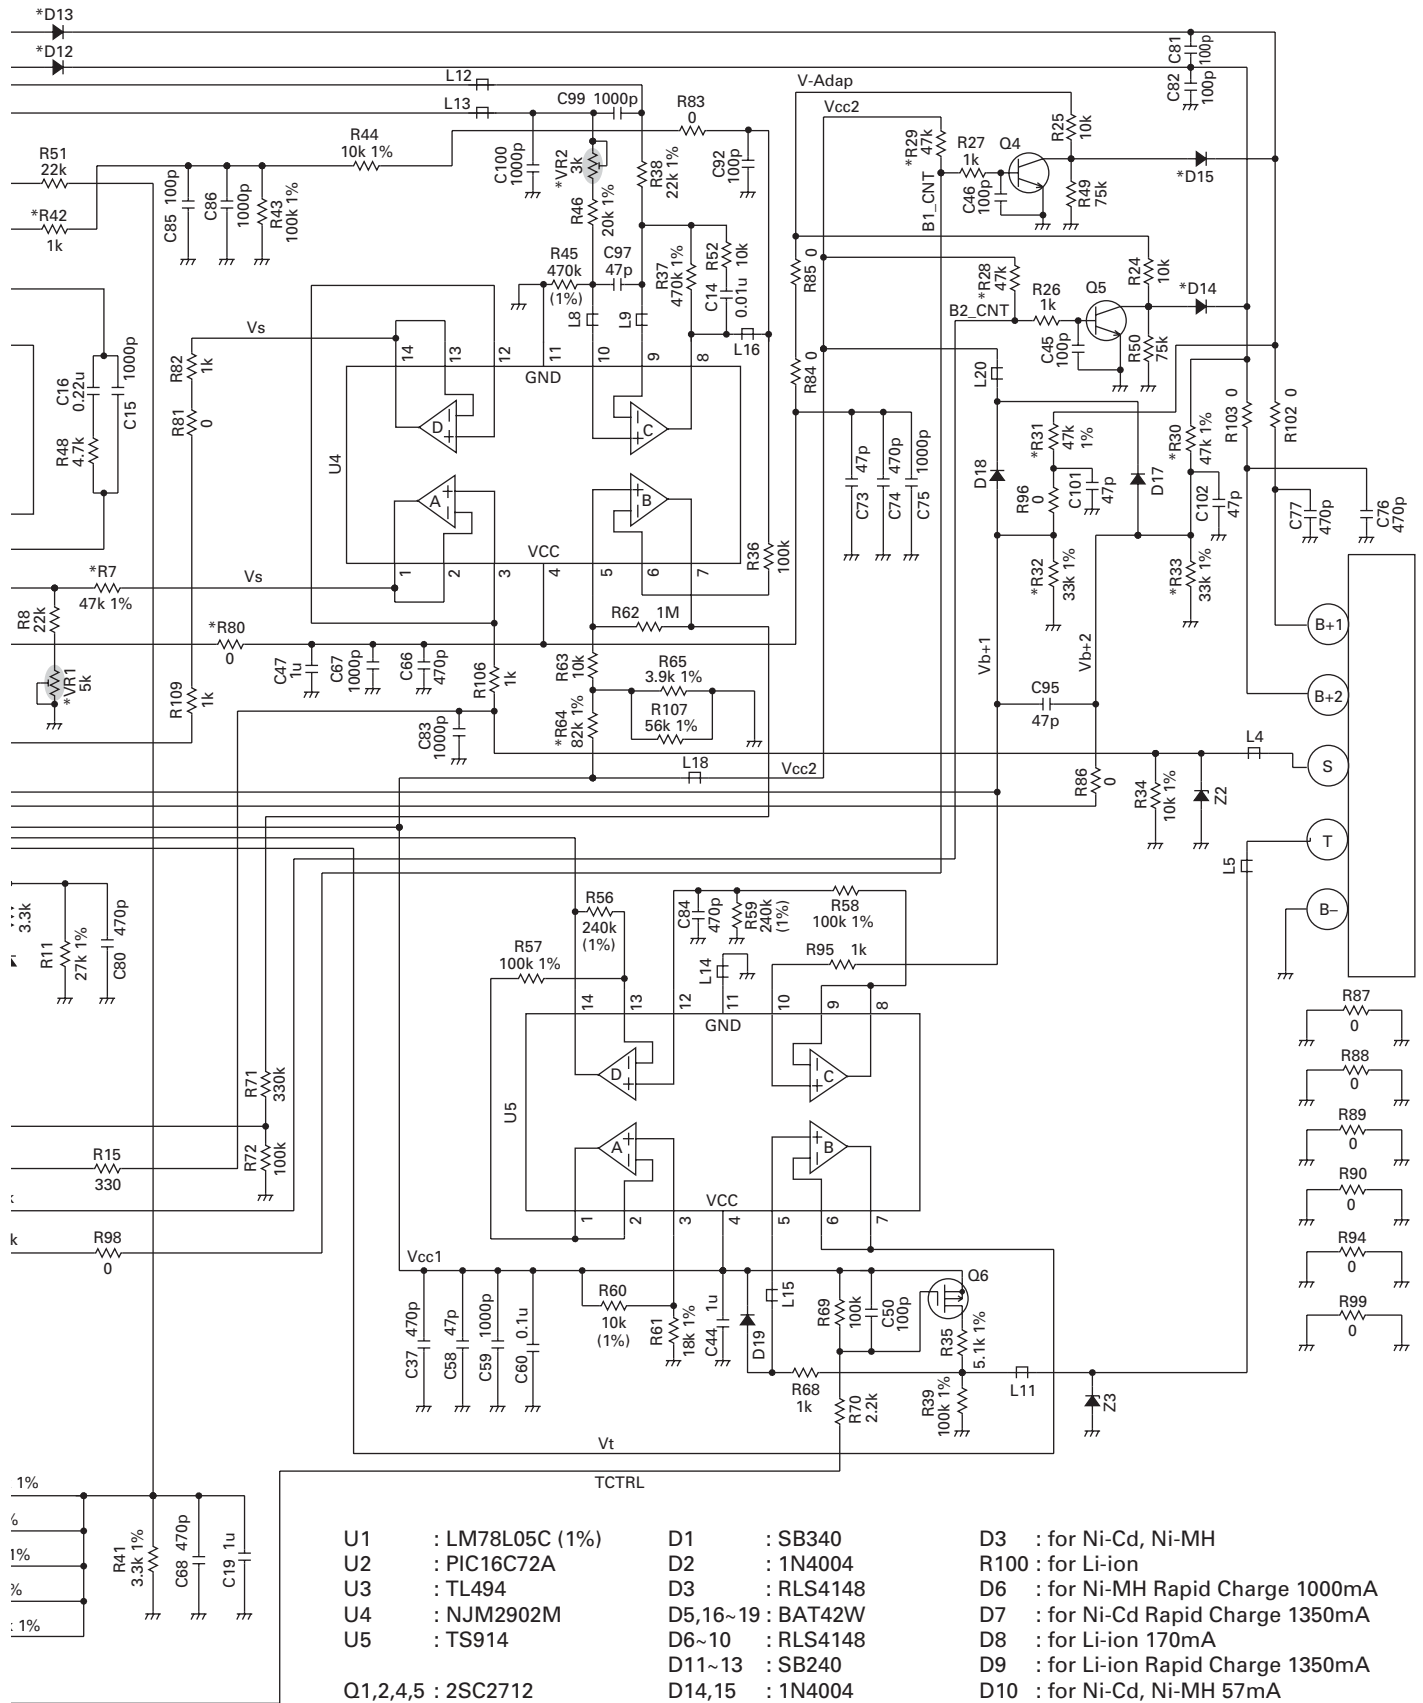 *D13
*D12
L12
L13
C99 1000p
R83
0
V-Adap
Vcc2
C81
100p
C82
100p
R44
10k 1%
R51
22k
*R42
1k
C85 100p
C86
1000p
R43
100k 1%
C100
1000p
*VR2
3k
R46
20k 1%
R38
22k 1%
C92
100p
*R29
47k
R27
1k
Q4
C46
100p
B1_CNT
R25
10k
R49
75k
*D15
R45
470k
(1%)
C97
47p
R37
470k 1%
R52
10k
C14
0.01u
R85 0
*R28
47k
B2_CNT
R26
1k
Q5
C45
100p
R24
10k
*D14
R50
75k
Vs
L8
L9
L16
14
13
12
11
10
9
8
GND
R82
1k
R81
0
C16
0.22u
C15
1000p
R48
4.7k
R84 0
L20
U4
D
C
A
B
VCC
1
2
3
4
5
6
7
R36
100k
C73
47p
C74
470p
C75
1000p
D18
*R31
47k
1%
R96
0
C101
47p
D17
*R30
47k 1%
C102
47p
R103 0
R102 0
C77
470p
C76
470p
*R32
33k 1%
*R33
33k 1%
*R7
47k 1%
Vs
R8
22k
*VR1
5k
*R80
0
R109
1k
C47
1u
C67
1000p
C66
470p
R106
1k
C83
1000p
R62 1M
R63
10k
R65
3.9k 1%
R107
56k 1%
*R64
82k 1%
L18
Vcc2
Vb+1
Vb+2
C95
47p
R86
0
R34
10k 1%
Z2
L4
L5
B+1
B+2
S
T
B–
3.3k
R11
27k 1%
C80
470p
R56
240k
(1%)
R57
100k 1%
C84
470p
R59
240k
(1%)
R58
100k 1%
R95 1k
L14
14
13
12
11
10
9
8
GND
U5
D
C
A
B
VCC
1
2
3
4
5
6
7
R71
330k
R72
100k
R15
330
k
k
R98
0
R87
0
R88
0
R89
0
R90
0
R94
0
R99
0
Vcc1
C37
470p
C58
47p
C59
1000p
C60
0.1u
R60
10k
(1%)
R61
18k 1%
C44
1u
D19
L15
R68
1k
R69
100k
C50
100p
R70
2.2k
Q6
R35
5.1k 1%
R39
100k 1%
L11
Z3
Vt
TCTRL
1%
%
1%
%
k 1%
R41
3.3k 1%
C68 470p
C19 1u
U1 : LM78L05C (1%)
U2 : PIC16C72A
U3 : TL494
U4 : NJM2902M
U5 : TS914
Q1,2,4,5 : 2SC2712
D1 : SB340
D2 : 1N4004
D3 : RLS4148
D5,16~19 : BAT42W
D6~10 : RLS4148
D11~13 : SB240
D14,15 : 1N4004
D3 : for Ni-Cd, Ni-MH
R100 : for Li-ion
D6 : for Ni-MH Rapid Charge 1000mA
D7 : for Ni-Cd Rapid Charge 1350mA
D8 : for Li-ion 170mA
D9 : for Li-ion Rapid Charge 1350mA
D10 : for Ni-Cd, Ni-MH 57mA